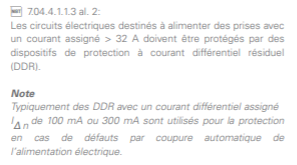 7.04.4.1.1.3 al. 2:
Les circuits électriques destinés à alimenter des prises avec
un courant assigné > 32 A doivent être protégés par des
dispositifs de protection à courant différentiel résiduel
(DDR).
Note
Typiquement des DDR avec un courant différentiel assigné
I Δ n de 100 mA ou 300 mA sont utilisés pour la protection
en cas de défauts par coupure automatique de
l'alimentation électrique.